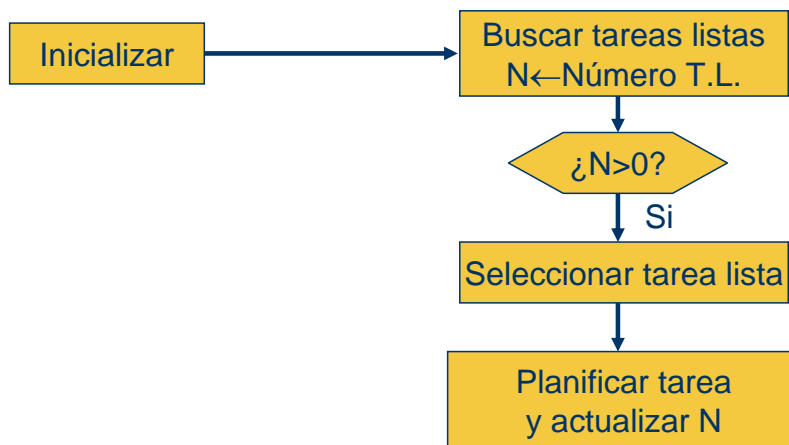 Inicializar
Buscar tareas listas
N←Número T.L.
¿N>0?
Si
Seleccionar tarea lista
Planificar tarea
y actualizar N